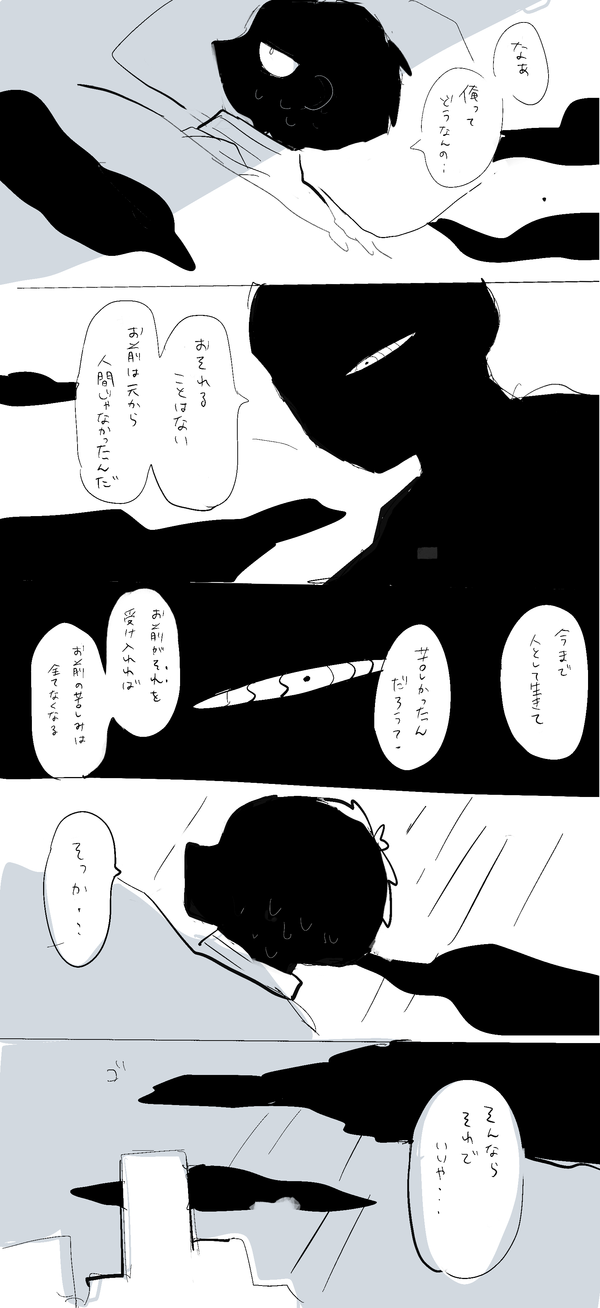 なあ
俺って
どうなんの…
おそれる
ことはない
お前は元から
人間じゃなかったんだ
今まで
人として生きて
苦しかったん
だろうて。
お前がそれを
受け入れれば
お前の苦しみは
全てなくなる
そっか・・
ゴ
そんなら
それで
いいや・・・